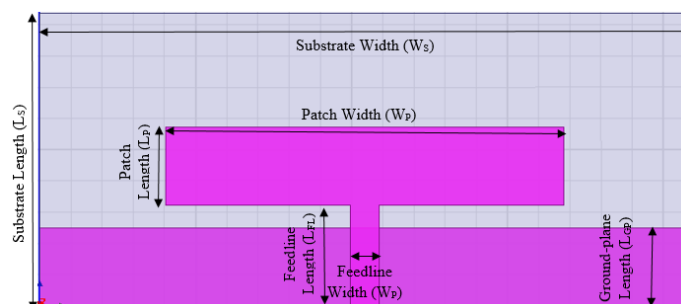 Substrate Width (WS)
Patch Width (WP)
Substrate Length (LS)
Patch
Length (LP)
Feedline
Length (LFL)
Feedline
Width (WP)
Ground-plane
Length (LGP)